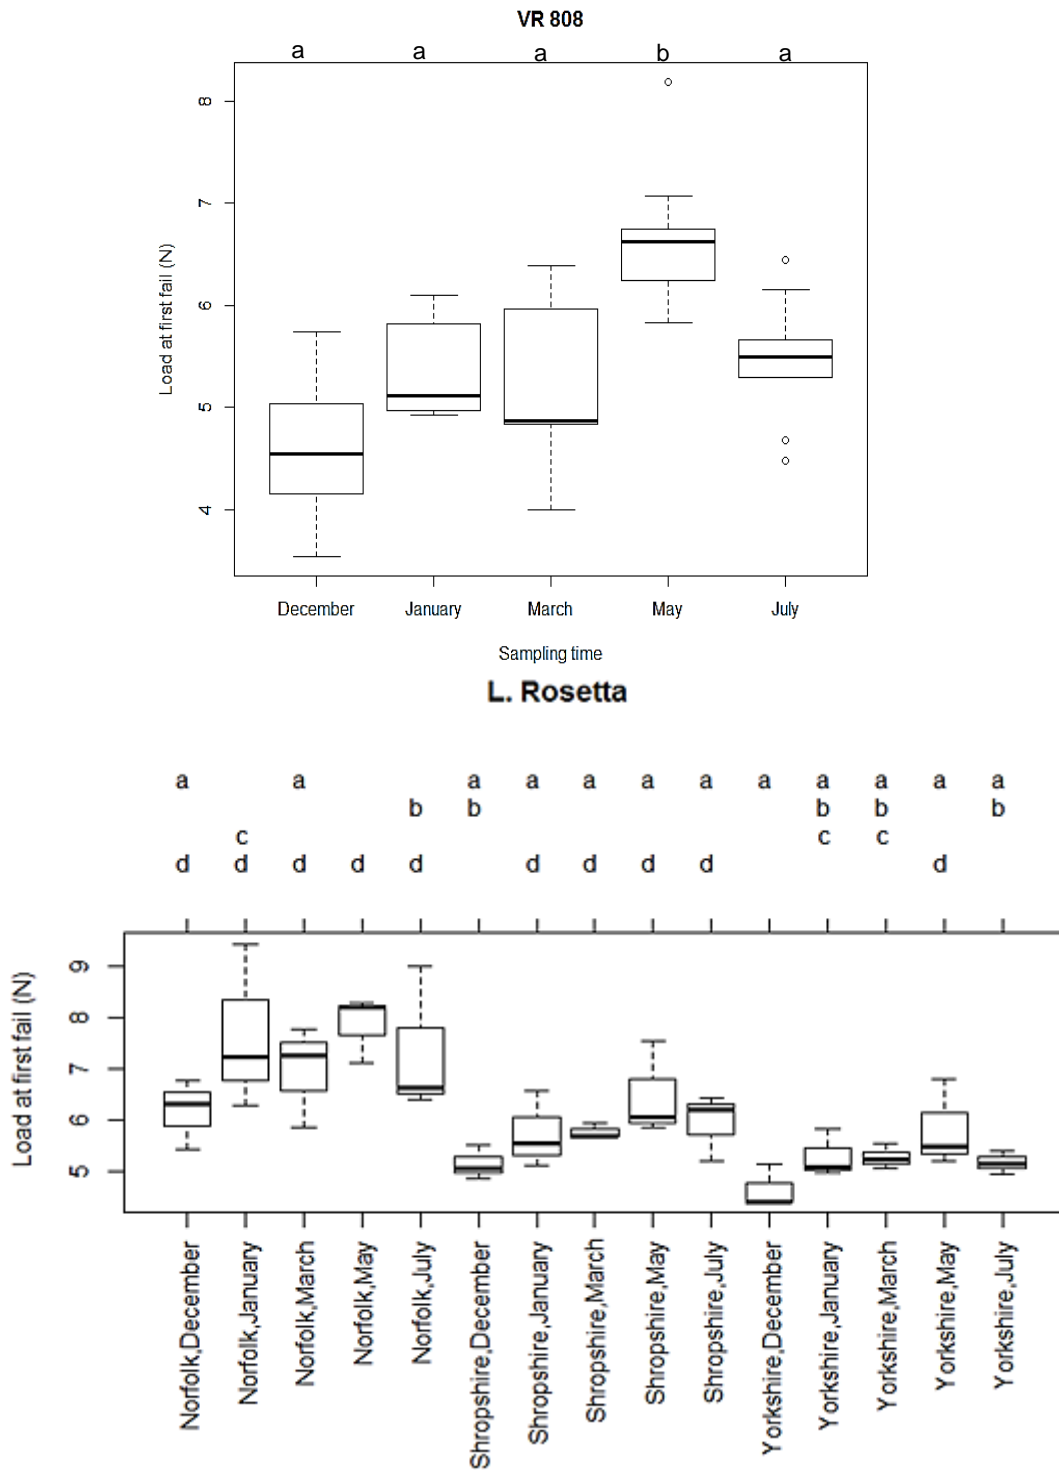 VR 808
a a a b a
8
7
6
5
4
Load at first fail (N)
December January March May July
Sampling time
L. Rosetta
a a a a a a a a a a a a
b b b b b
c c c
d d d d d d d d d d
9
8
7
6
5
Load at first fail (N)
Norfolk,December
Norfolk,January
Norfolk,March
Norfolk,May
Norfolk,July
Shropshire,December
Shropshire,January
Shropshire,March
Shropshire,May
Shropshire,July
Yorkshire,December
Yorkshire,January
Yorkshire,March
Yorkshire,May
Yorkshire,July